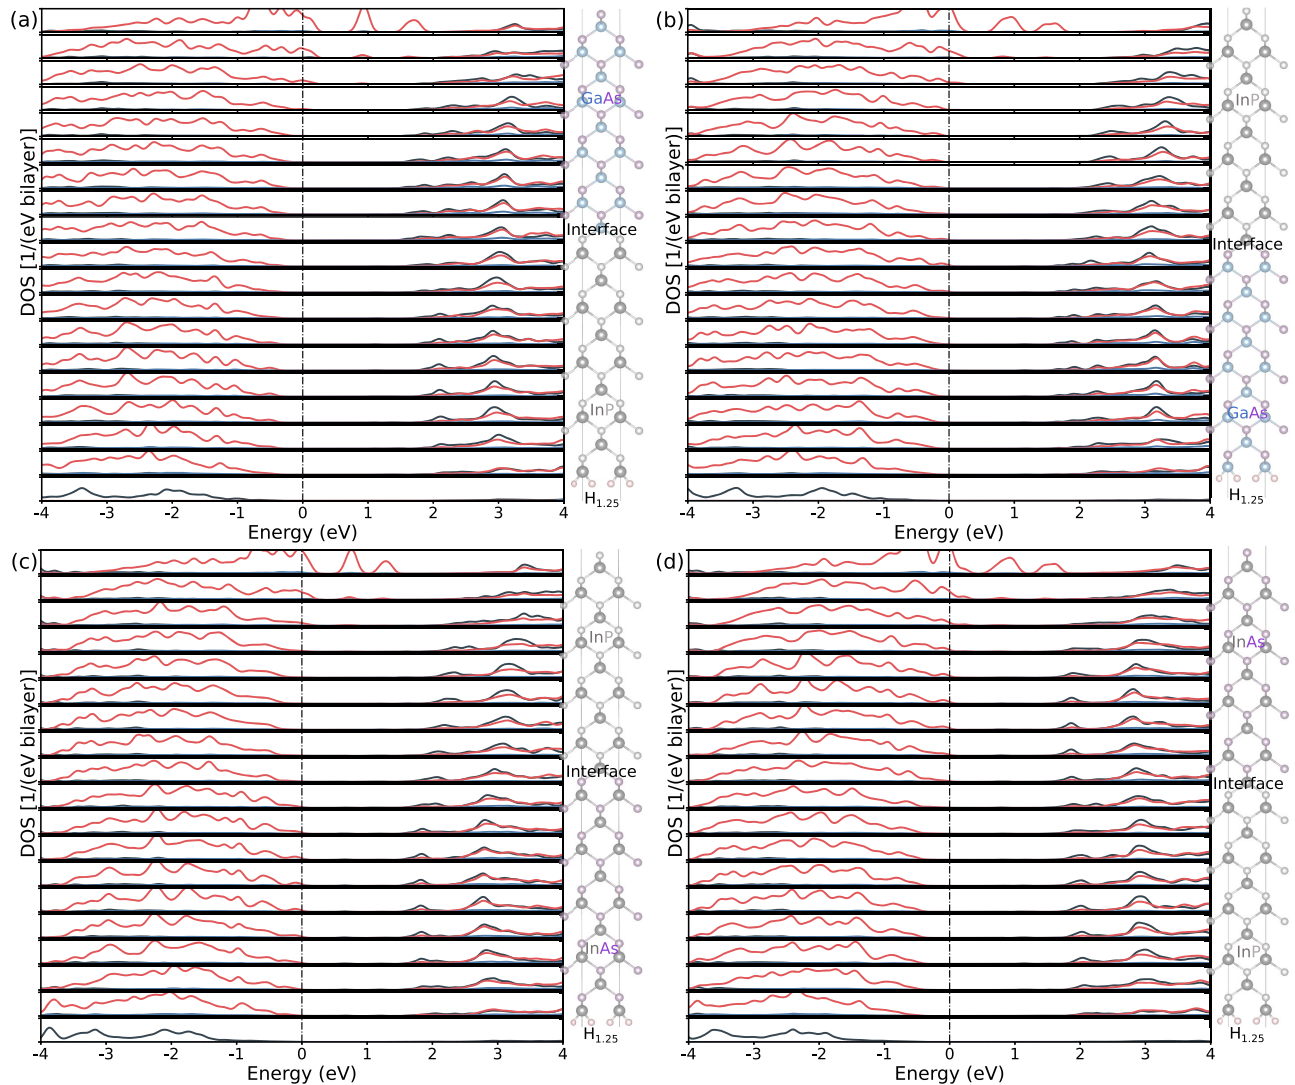 (a)
GaAs
Interface
InP
H1.25
DOS [1/(eV bilayer)]
-4 -3 -2 -1 0 1 2 3 4
Energy (eV)
(b)
InP
Interface
GaAs
H1.25
DOS [1/(eV bilayer)]
-4 -3 -2 -1 0 1 2 3 4
Energy (eV)
(c)
InP
Interface
InAs
H1.25
DOS [1/(eV bilayer)]
-4 -3 -2 -1 0 1 2 3 4
Energy (eV)
(d)
InAs
Interface
InP
H1.25
DOS [1/(eV bilayer)]
-4 -3 -2 -1 0 1 2 3 4
Energy (eV)